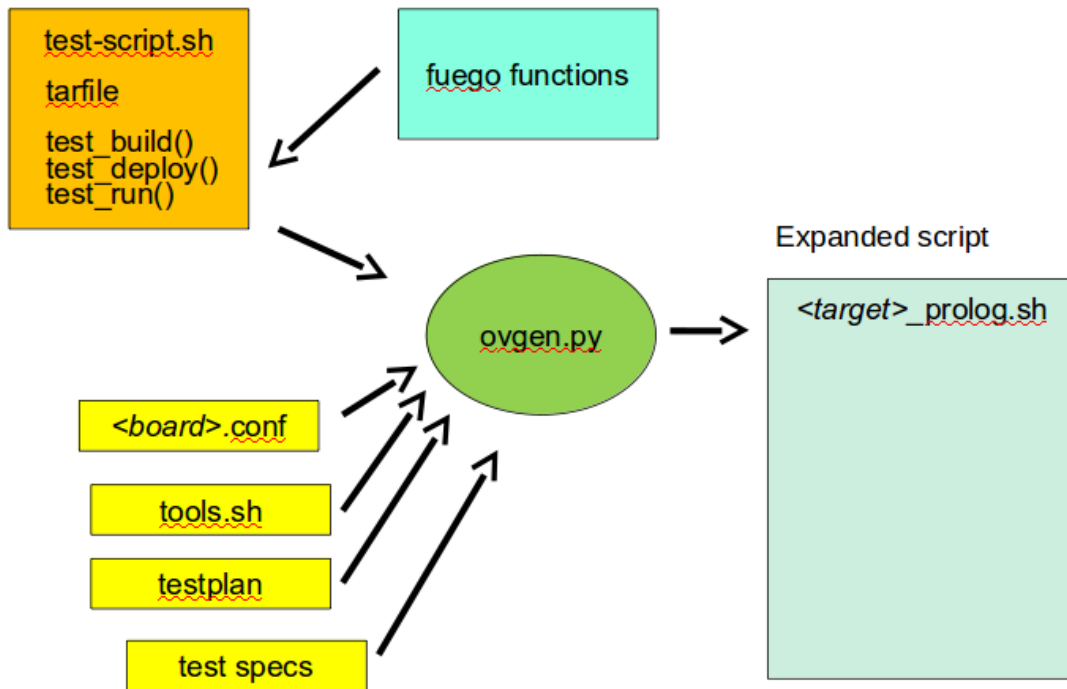 test-script.sh
tarfile
test_build()
test_deploy()
test_run()
fuego functions
Expanded script
<target>_prolog.sh
ovgen.py
<board>.conf
tools.sh
testplan
test specs